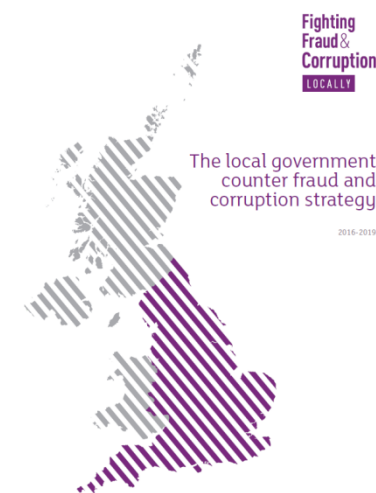 Fighting
Fraud &
Corruption
LOCALLY
The local government
counter fraud and
corruption strategy
2016-2019